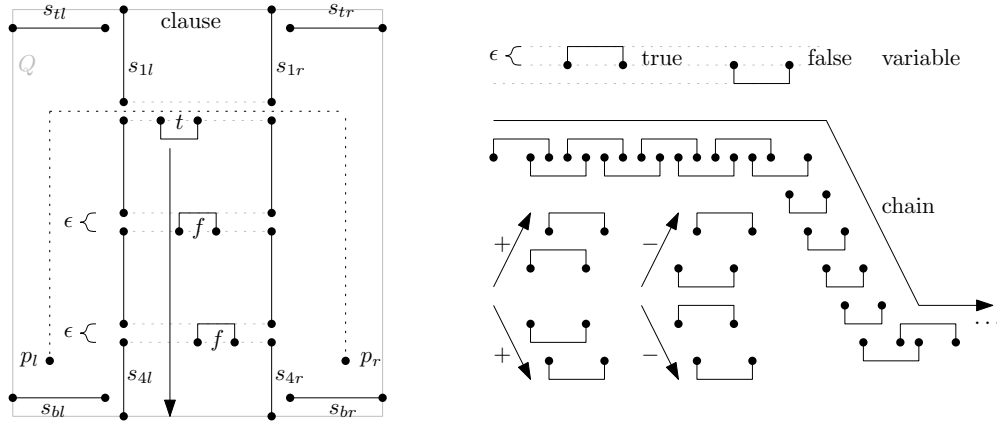 s_tl
clause
s_tr
Q
s_1l
s_1r
t
ϵ
f
ϵ
f
p_l
p_r
s_4l
s_4r
s_bl
s_br
ϵ
true
false
variable
chain
+
−
+
−
...